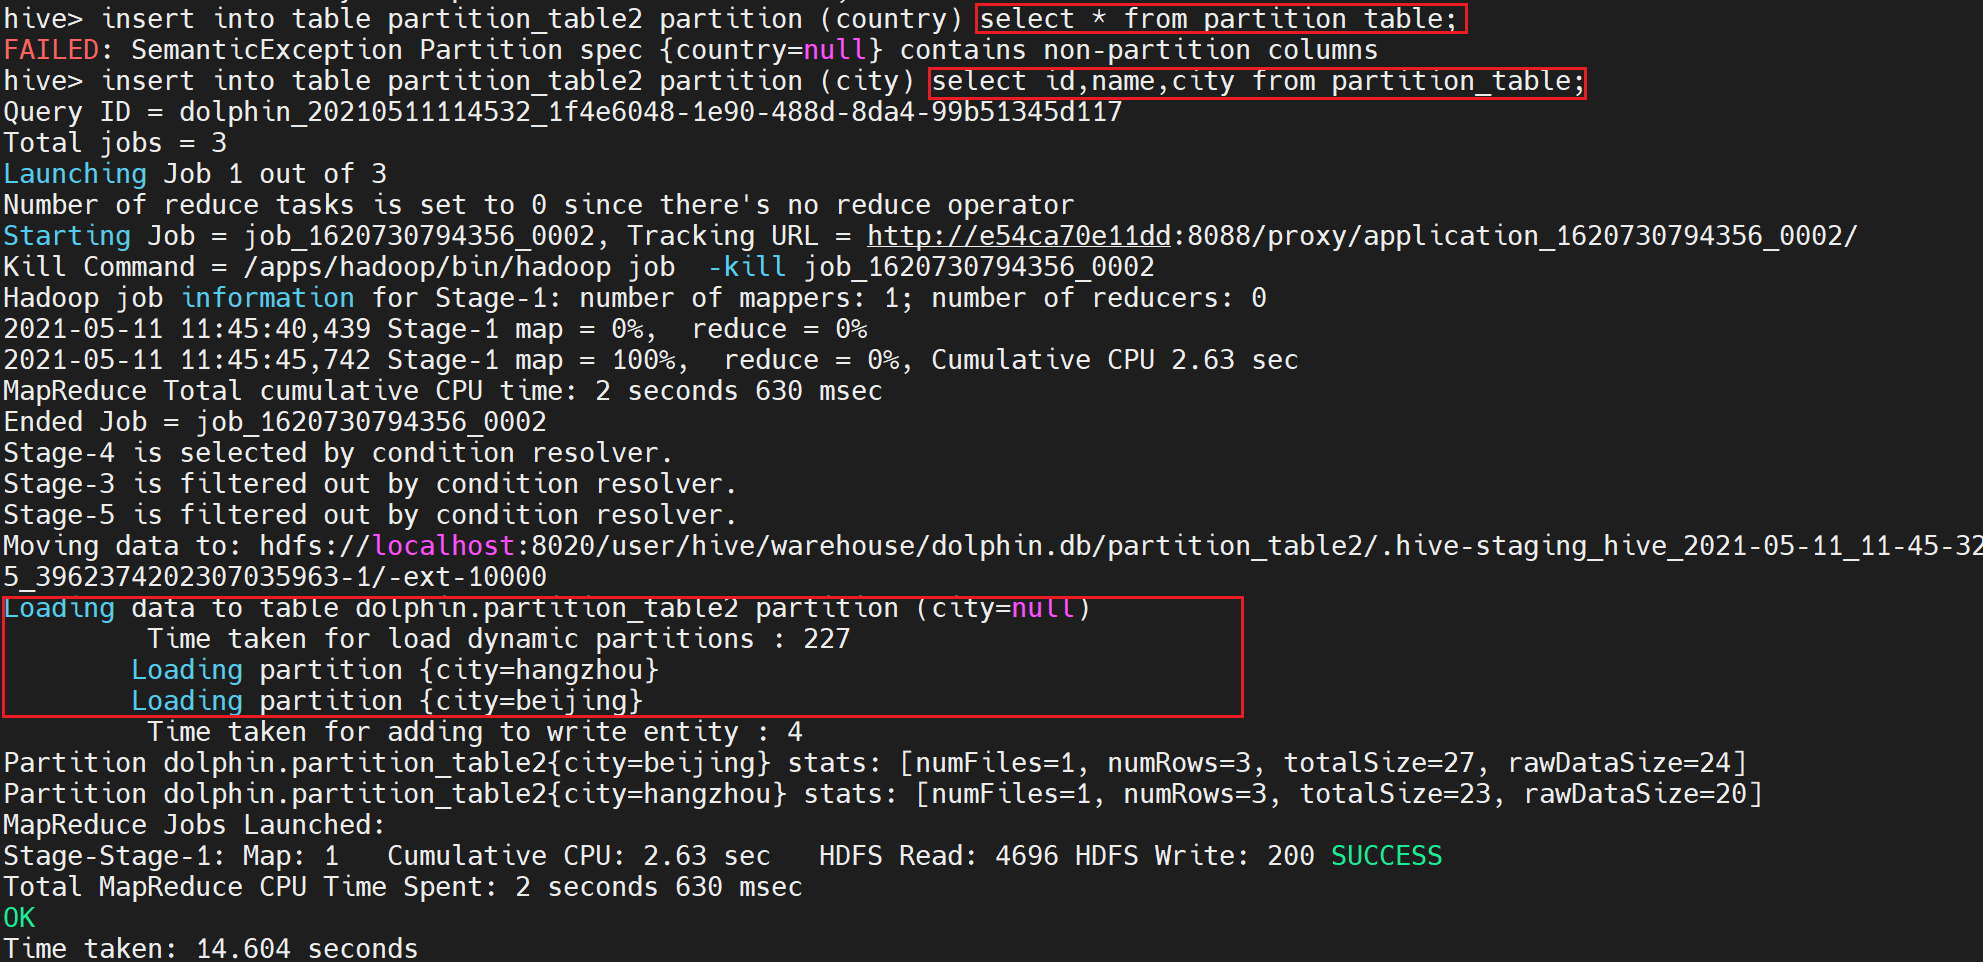 hive> insert into table partition_table2 partition (country) select * from partition_table;
FAILED: SemanticException Partition spec {country=null} contains non-partition columns
hive> insert into table partition_table2 partition (city) select id,name,city from partition_table;
Query ID = dolphin_20210511114532_1f4e6048-1e90-488d-8da4-99b51345d117
Total jobs = 3
Launching Job 1 out of 3
Number of reduce tasks is set to 0 since there's no reduce operator
Starting Job = job_1620730794356_0002, Tracking URL = http://e54ca70e11dd:8088/proxy/application_1620730794356_0002/
Kill Command = /apps/hadoop/bin/hadoop job  -kill job_1620730794356_0002
Hadoop job information for Stage-1: number of mappers: 1; number of reducers: 0
2021-05-11 11:45:40,439 Stage-1 map = 0%,  reduce = 0%
2021-05-11 11:45:45,742 Stage-1 map = 100%,  reduce = 0%, Cumulative CPU 2.63 sec
MapReduce Total cumulative CPU time: 2 seconds 630 msec
Ended Job = job_1620730794356_0002
Stage-4 is selected by condition resolver.
Stage-3 is filtered out by condition resolver.
Stage-5 is filtered out by condition resolver.
Moving data to: hdfs://localhost:8020/user/hive/warehouse/dolphin.db/partition_table2/.hive-staging_hive_2021-05-11_11-45-32
5_3962374202307035963-1/-ext-10000
Loading data to table dolphin.partition_table2 partition (city=null)
Time taken for load dynamic partitions : 227
Loading partition {city=hangzhou}
Loading partition {city=beijing}
Time taken for adding to write entity : 4
Partition dolphin.partition_table2{city=beijing} stats: [numFiles=1, numRows=3, totalSize=27, rawDataSize=24]
Partition dolphin.partition_table2{city=hangzhou} stats: [numFiles=1, numRows=3, totalSize=23, rawDataSize=20]
MapReduce Jobs Launched:
Stage-Stage-1: Map: 1   Cumulative CPU: 2.63 sec   HDFS Read: 4696 HDFS Write: 200 SUCCESS
Total MapReduce CPU Time Spent: 2 seconds 630 msec
OK
Time taken: 14.604 seconds